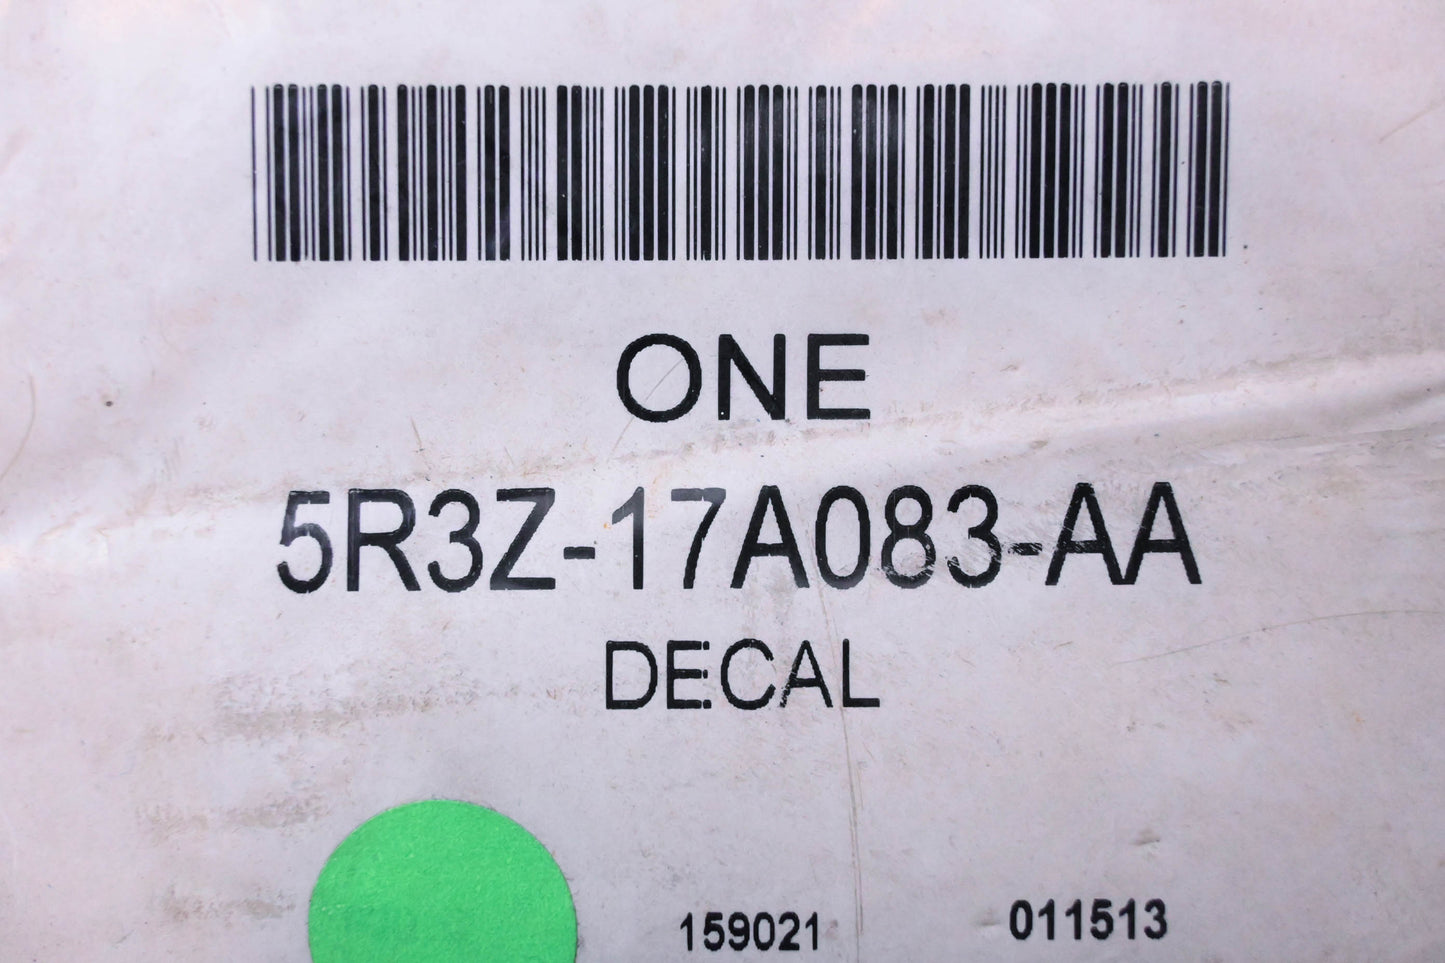 ONE
5R3Z-17A083-AA
DECAL
159021 011513